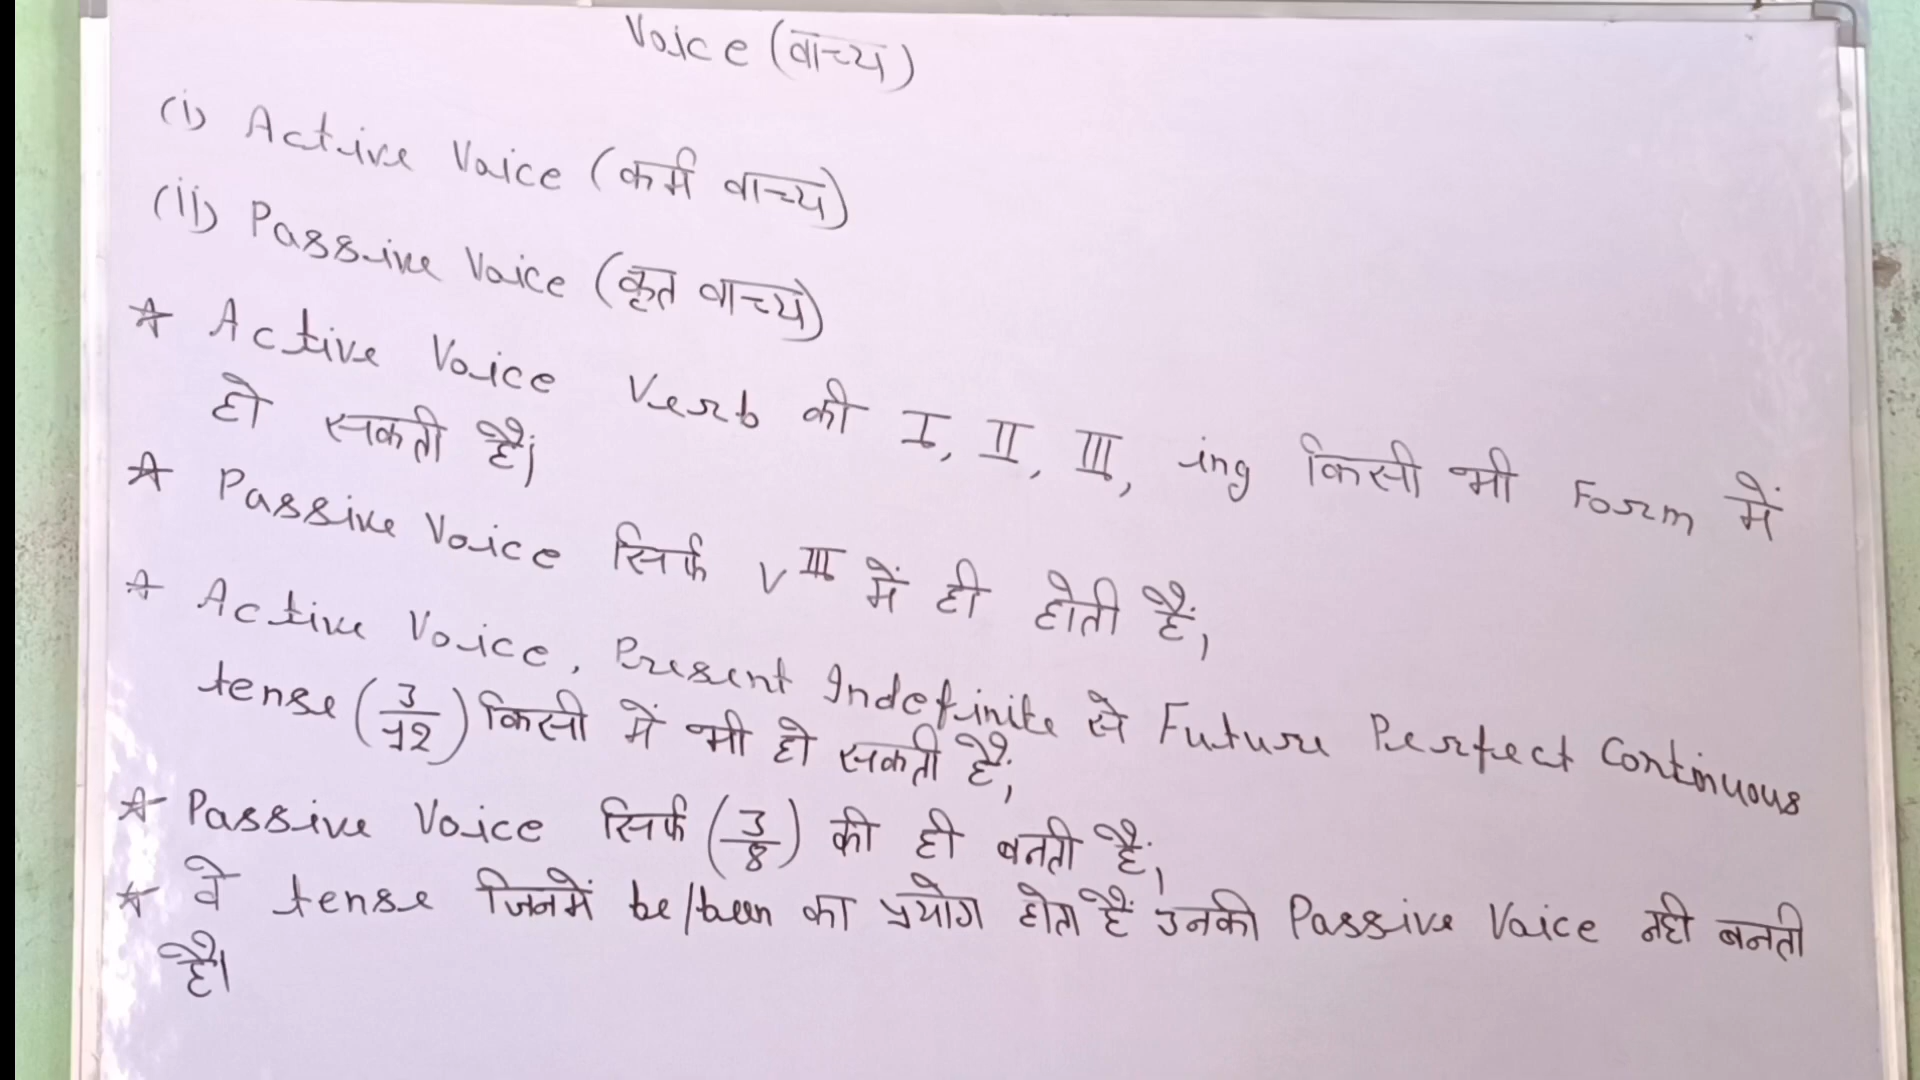 Voice (वाच्य)
(i) Active Voice (कर्म वाच्य)
(ii) Passive Voice (कृत वाच्य)
☆ Active Voice Verb की I, II, III, ing किसी भी Form में
हो सकती हैं।
☆ Passive Voice सिर्फ V III में ही होती हैं,
☆ Active Voice, Present Indefinite से Future Perfect Continuous
tense (3/12) किसी में भी हो सकती हैं,
☆ Passive Voice सिर्फ (3/8) की ही बनती हैं,
☆ वे tense जिनमें be/been का प्रयोग होता हैं उनकी Passive Voice नही बनती
है।